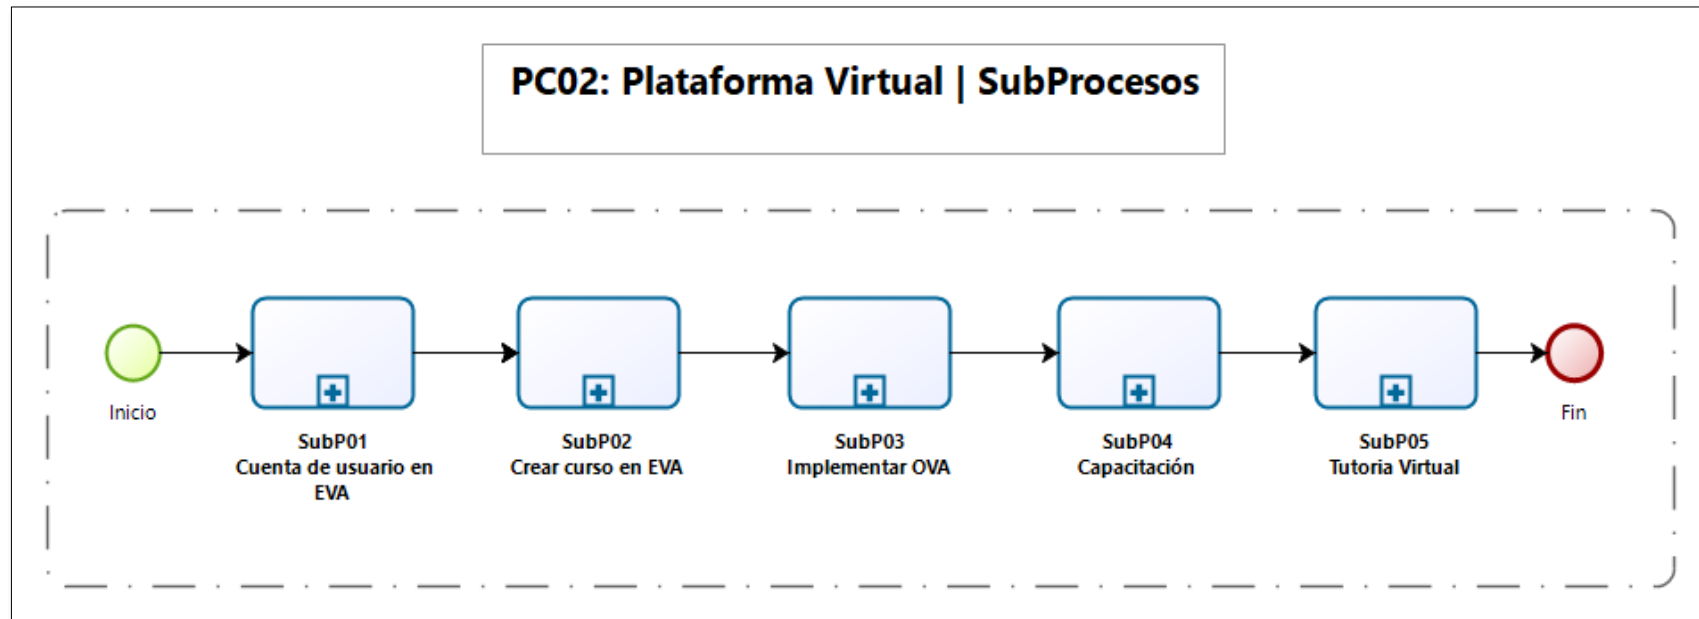 PC02: Plataforma Virtual | SubProcesos
Inicio
SubP01
Cuenta de usuario en
EVA
SubP02
Crear curso en EVA
SubP03
Implementar OVA
SubP04
Capacitación
SubP05
Tutoria Virtual
Fin